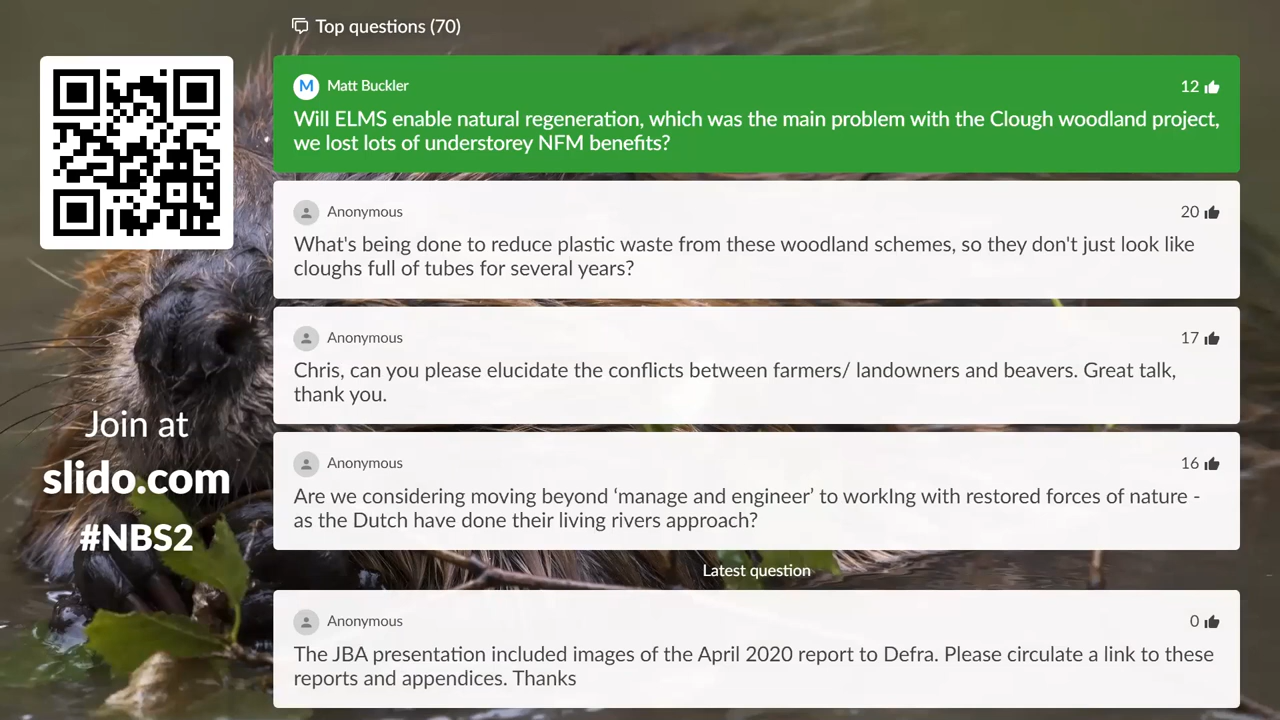 Top questions (70)
M Matt Buckler 12
Will ELMS enable natural regeneration, which was the main problem with the Clough woodland project,
we lost lots of understorey NFM benefits?
Anonymous 20
What's being done to reduce plastic waste from these woodland schemes, so they don't just look like
cloughs full of tubes for several years?
Anonymous 17
Chris, can you please elucidate the conflicts between farmers/ landowners and beavers. Great talk,
thank you.
Anonymous 16
Are we considering moving beyond ‘manage and engineer’ to workIng with restored forces of nature -
as the Dutch have done their living rivers approach?
Latest question
Anonymous 0
The JBA presentation included images of the April 2020 report to Defra. Please circulate a link to these
reports and appendices. Thanks
Join at
slido.com
#NBS2